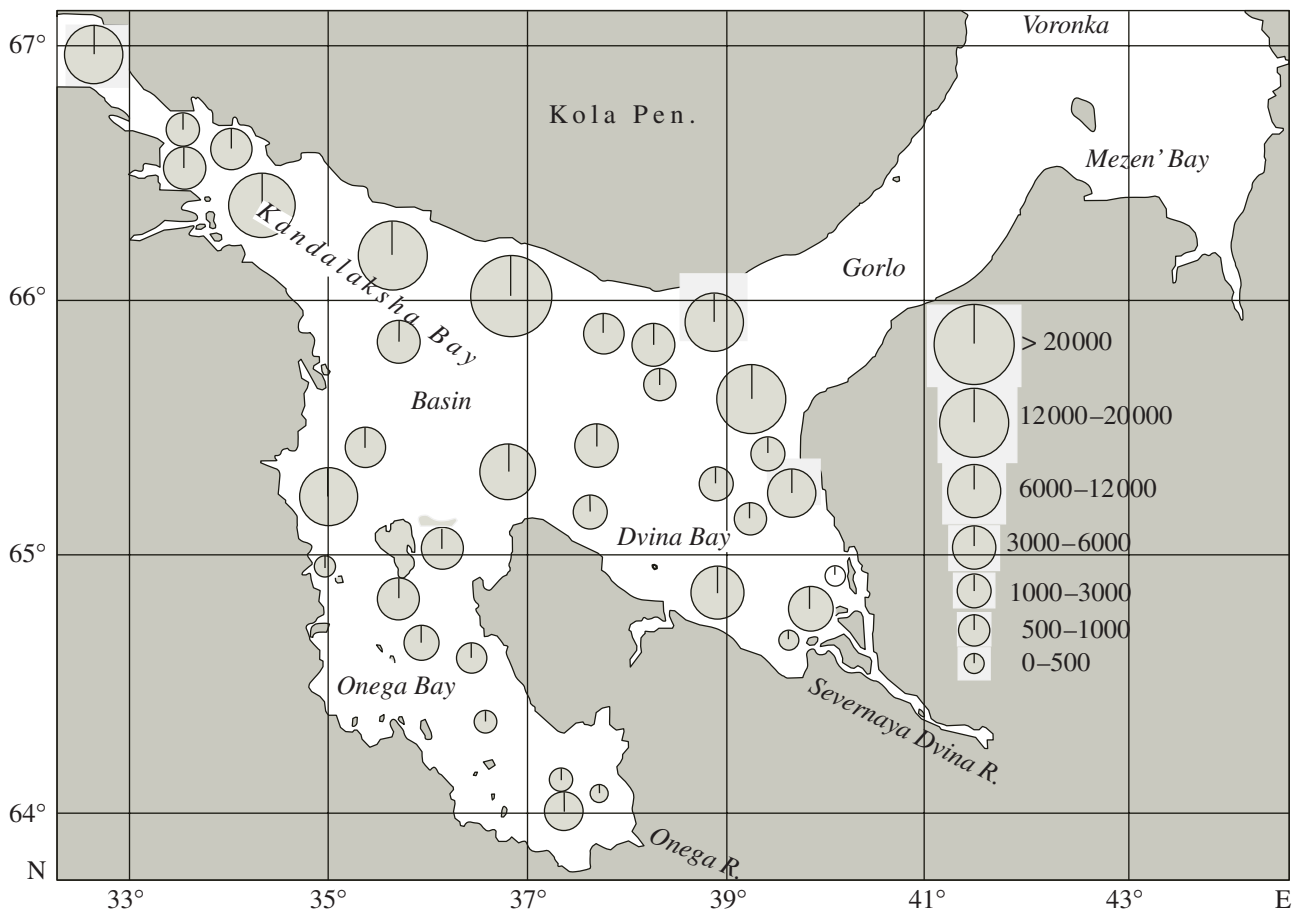 Voronka
67°
Kola Pen.
Mezen’ Bay
Kandalaksha Bay
Gorlo
66°
> 20000
Basin
12000–20000
6000–12000
Dvina Bay
3000–6000
65°
1000–3000
500–1000
0–500
Onega Bay
Severnaya Dvina R.
64°
Onega R.
N
33° 35° 37° 39° 41° 43° E